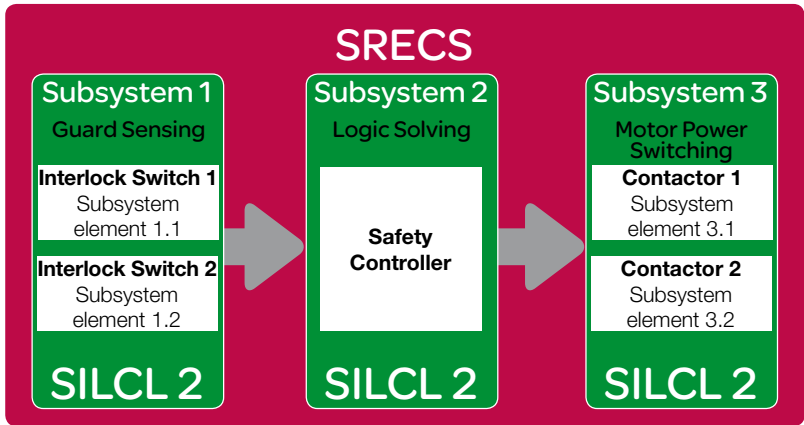 SRECS
Subsystem 1
Guard Sensing
Interlock Switch 1
Subsystem
element 1.1
Interlock Switch 2
Subsystem
element 1.2
SILCL 2
Subsystem 2
Logic Solving
Safety
Controller
SILCL 2
Subsystem 3
Motor Power
Switching
Contactor 1
Subsystem
element 3.1
Contactor 2
Subsystem
element 3.2
SILCL 2